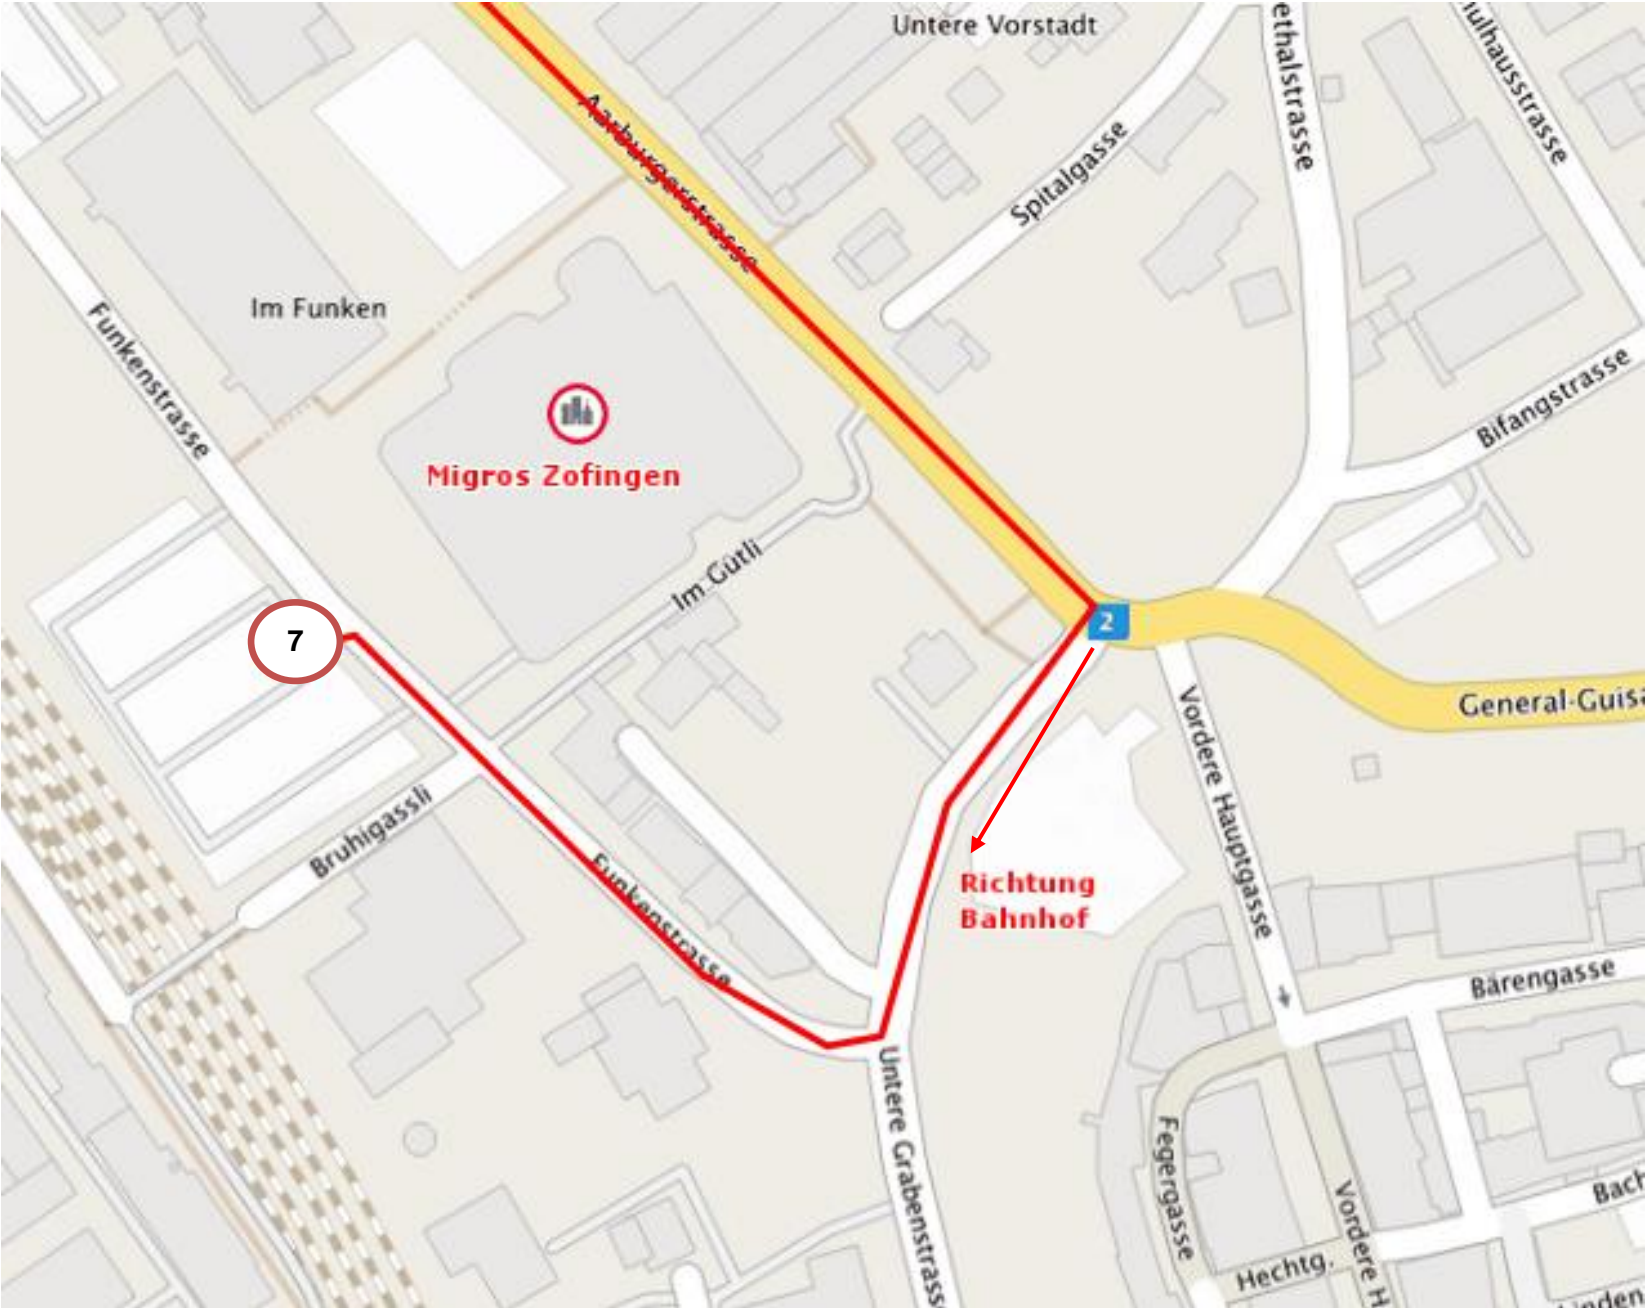 Untere Vorstadt
ethalstrasse
ulhausstrasse
Aarburgerstrasse
Spitalgasse
Im Funken
Funkenstrasse
Bifangstrasse
Migros Zofingen
Im Gütli
2
7
General-Guisa
Vordere Hauptgasse
Bruhigassli
Funkenstrasse
Richtung
Bahnhof
Bärengasse
Untere Grabenstrasse
Fegergasse
Vordere H
Bach
Hechtg.